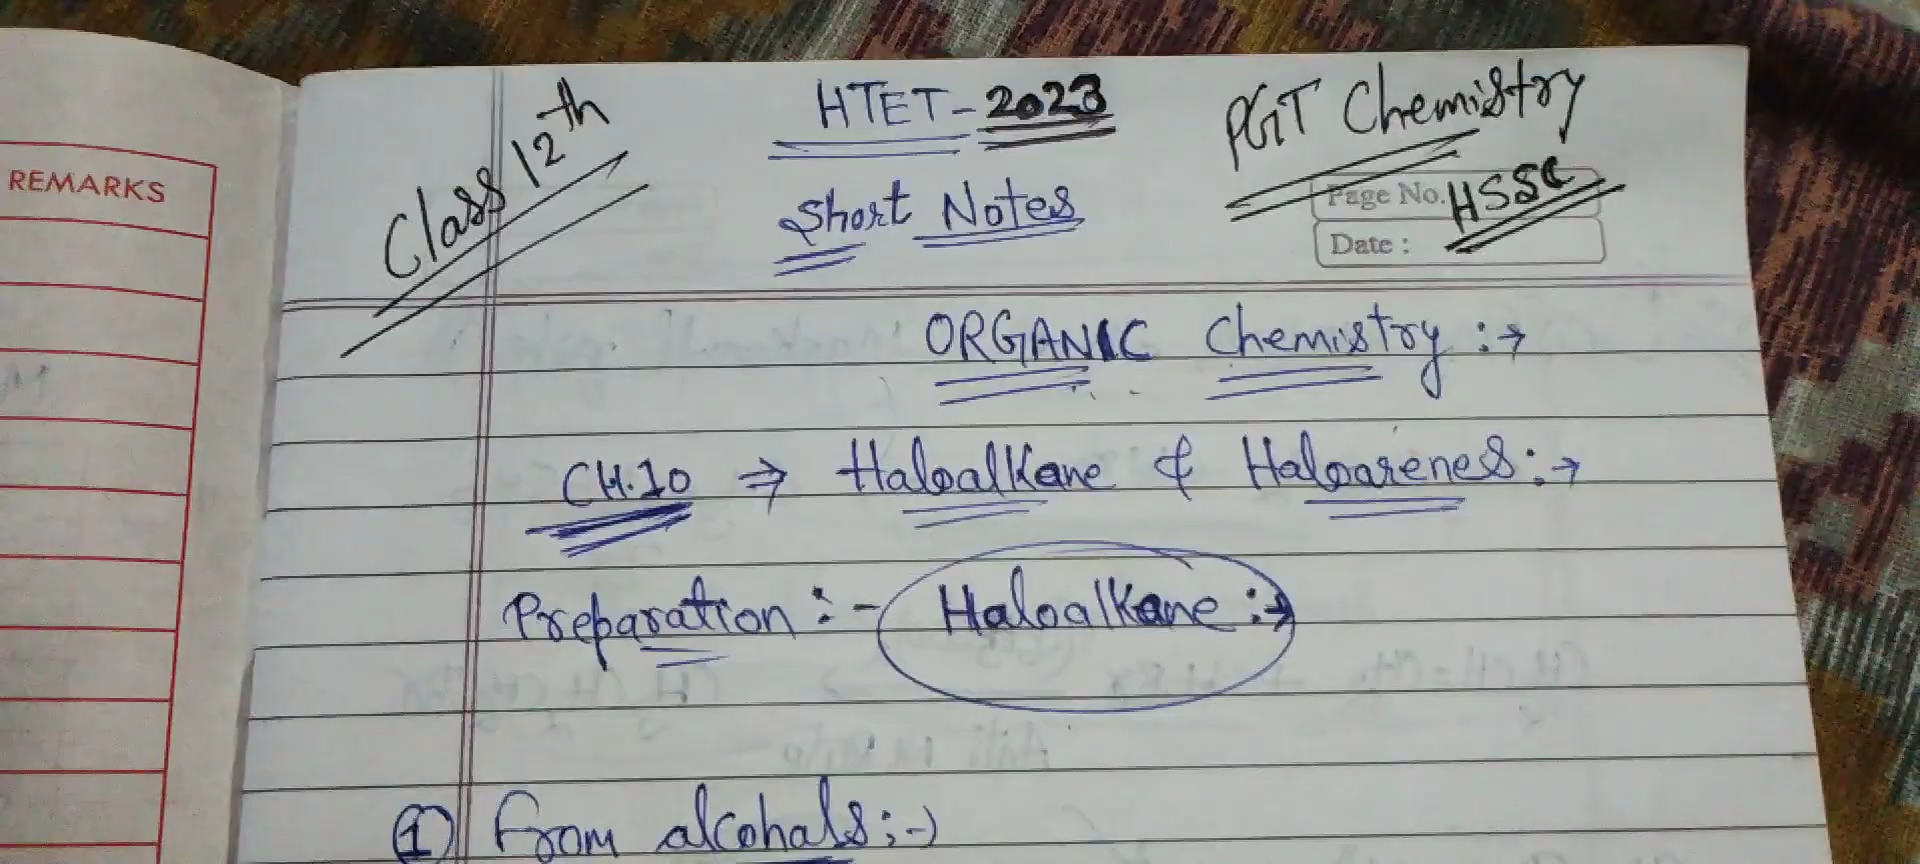 REMARKS
Class 12th
HTET-2023
PGT Chemistry
Short Notes
Page No. HSSC
Date :
ORGANIC Chemistry :→
CH.10 ⇒ Haloalkane & Haloarenes :→
Preparation :- Haloalkane :→
① from alcohals :-)